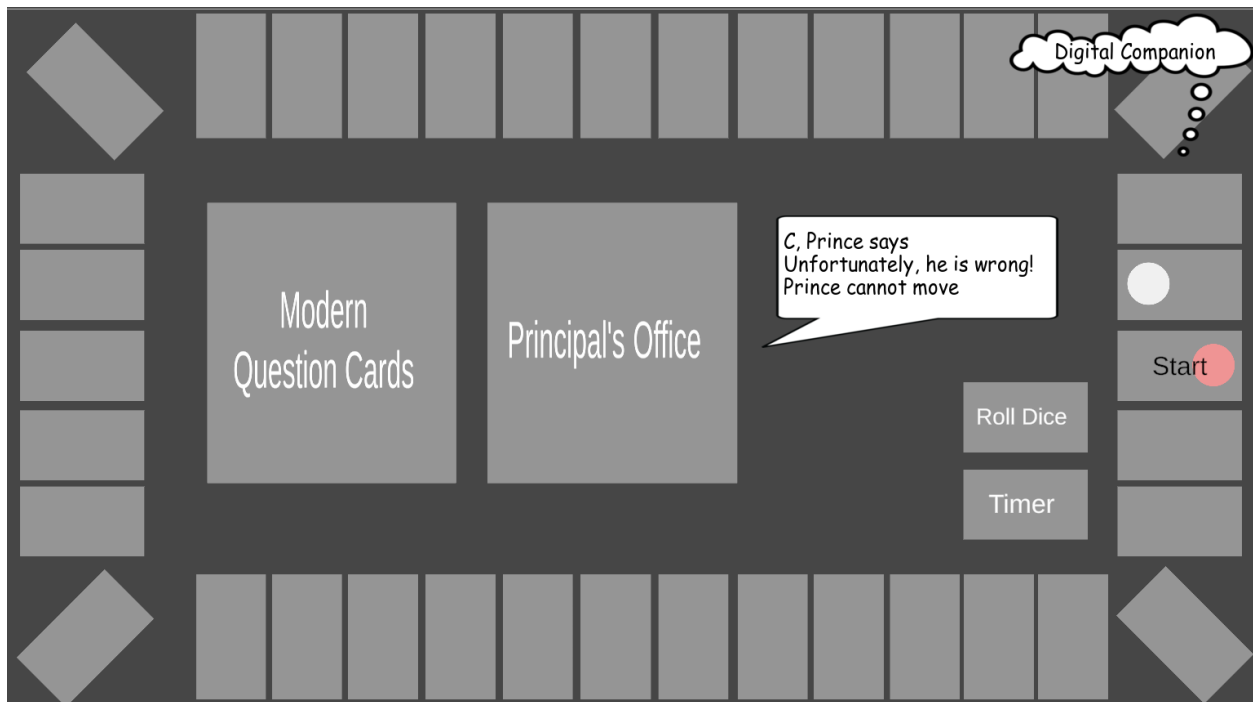 Digital Companion
C, Prince says
Unfortunately, he is wrong!
Prince cannot move
Modern
Question Cards
Principal's Office
Start
Roll Dice
Timer